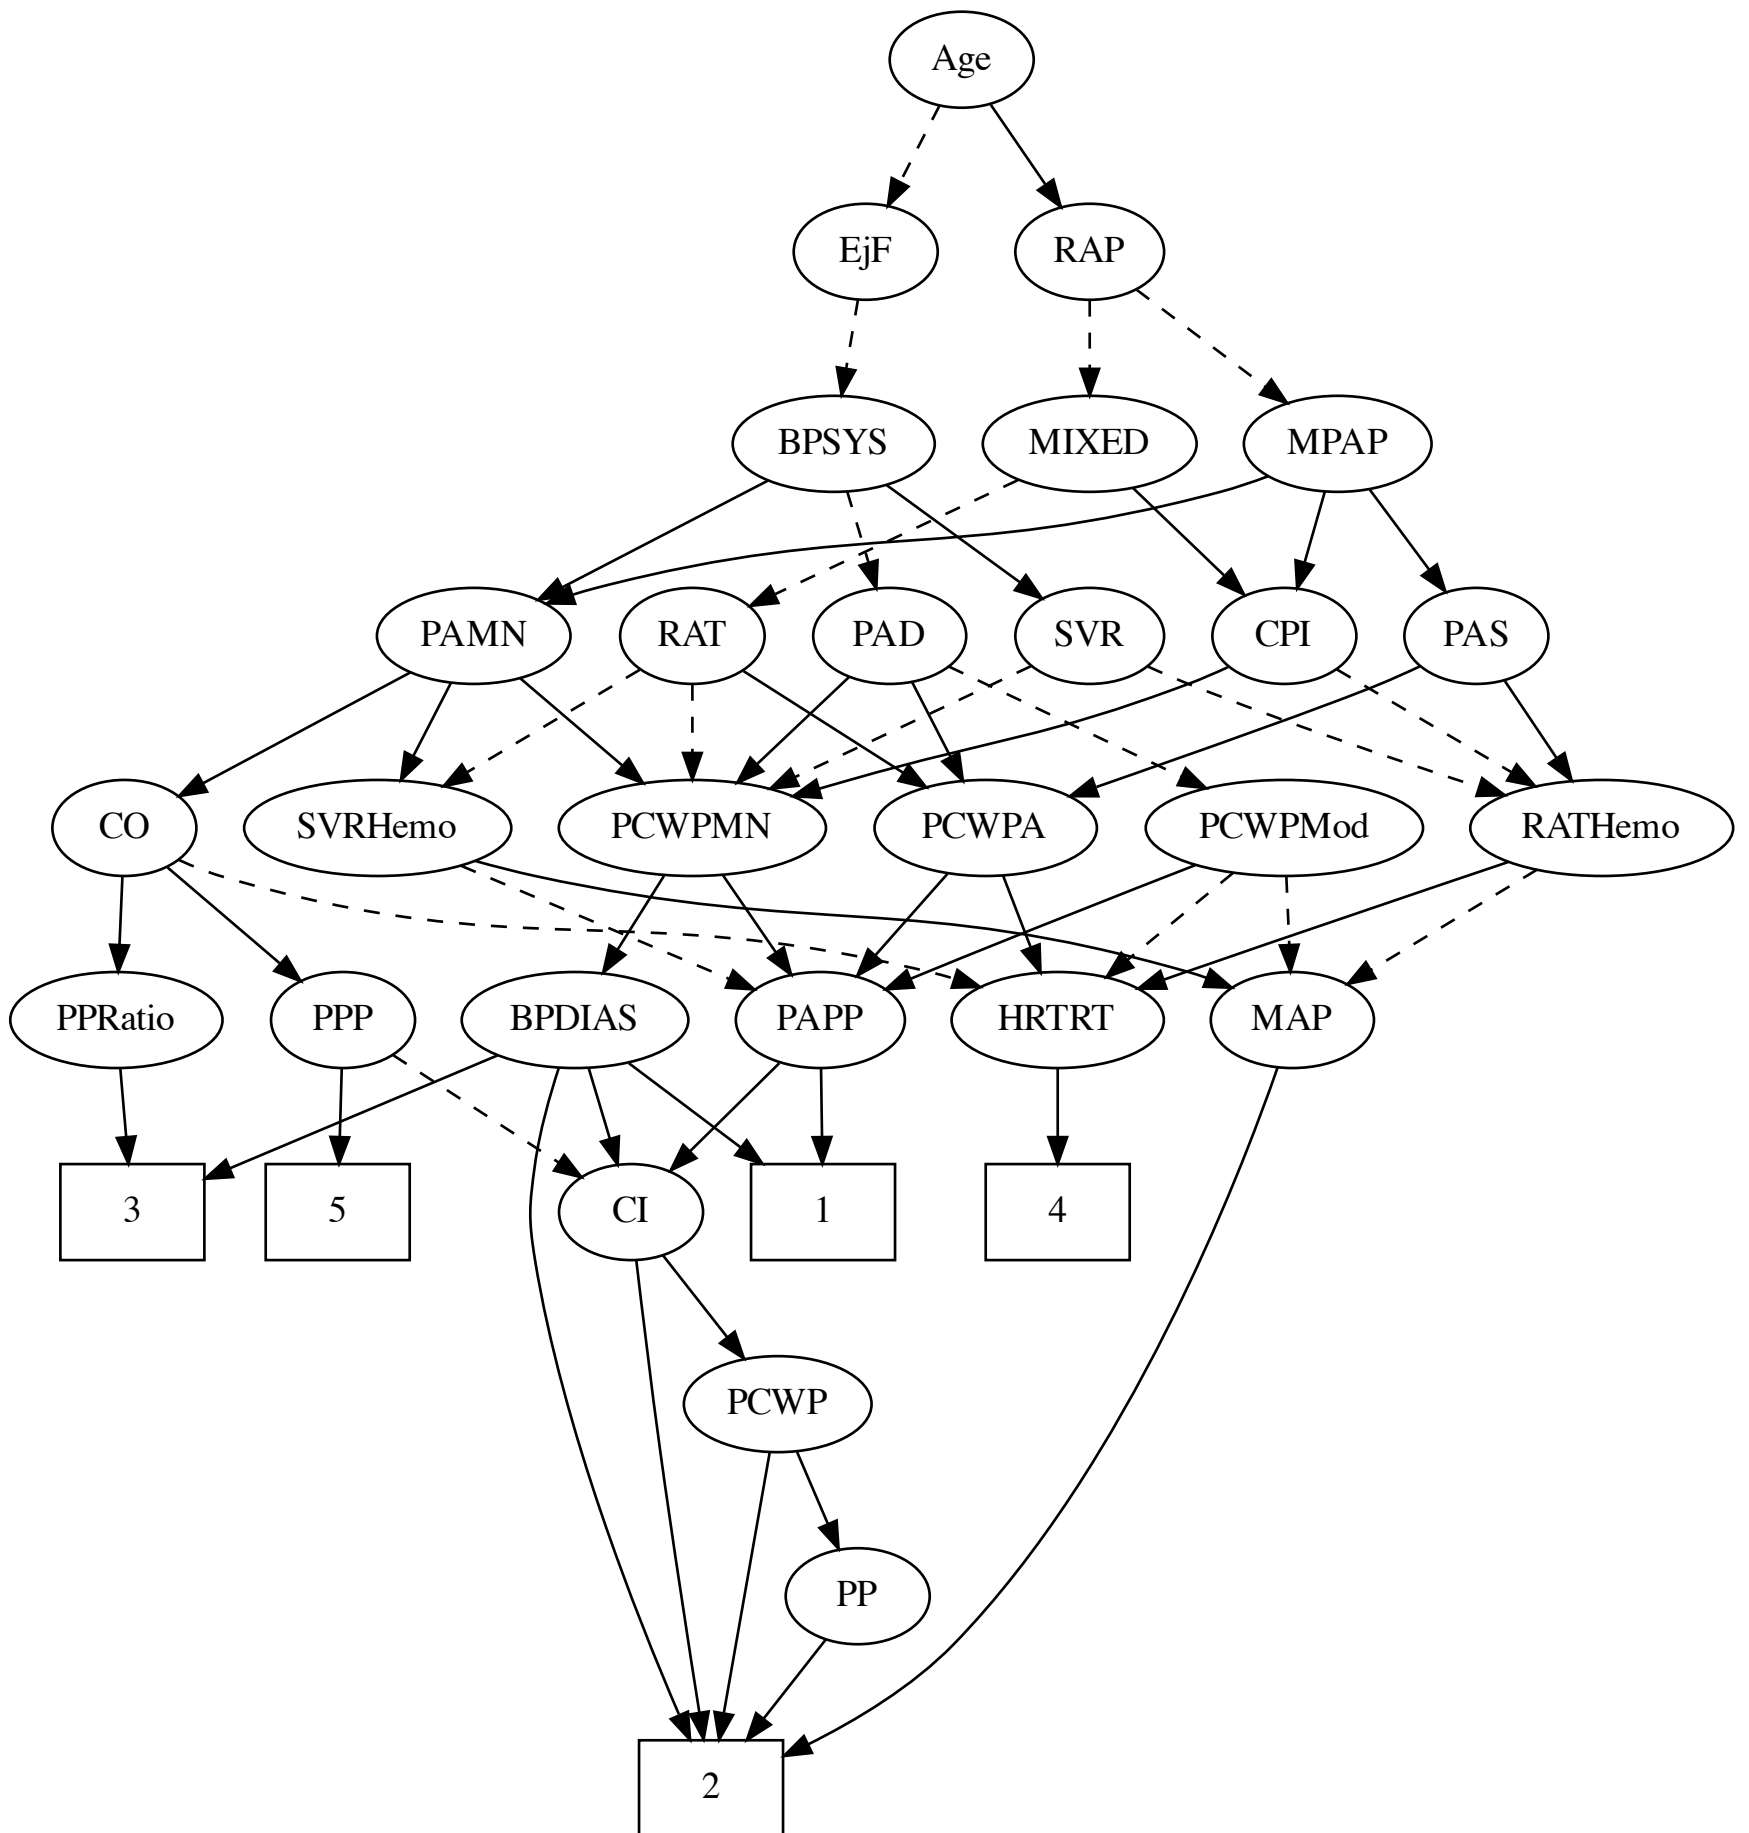 Age
EjF
RAP
BPSYS
MIXED
MPAP
PAMN
RAT
PAD
SVR
CPI
PAS
CO
SVRHemo
PCWPMN
PCWPA
PCWPMod
RATHemo
PPRatio
PPP
BPDIAS
PAPP
HRTRT
MAP
3
5
CI
1
4
PCWP
PP
2